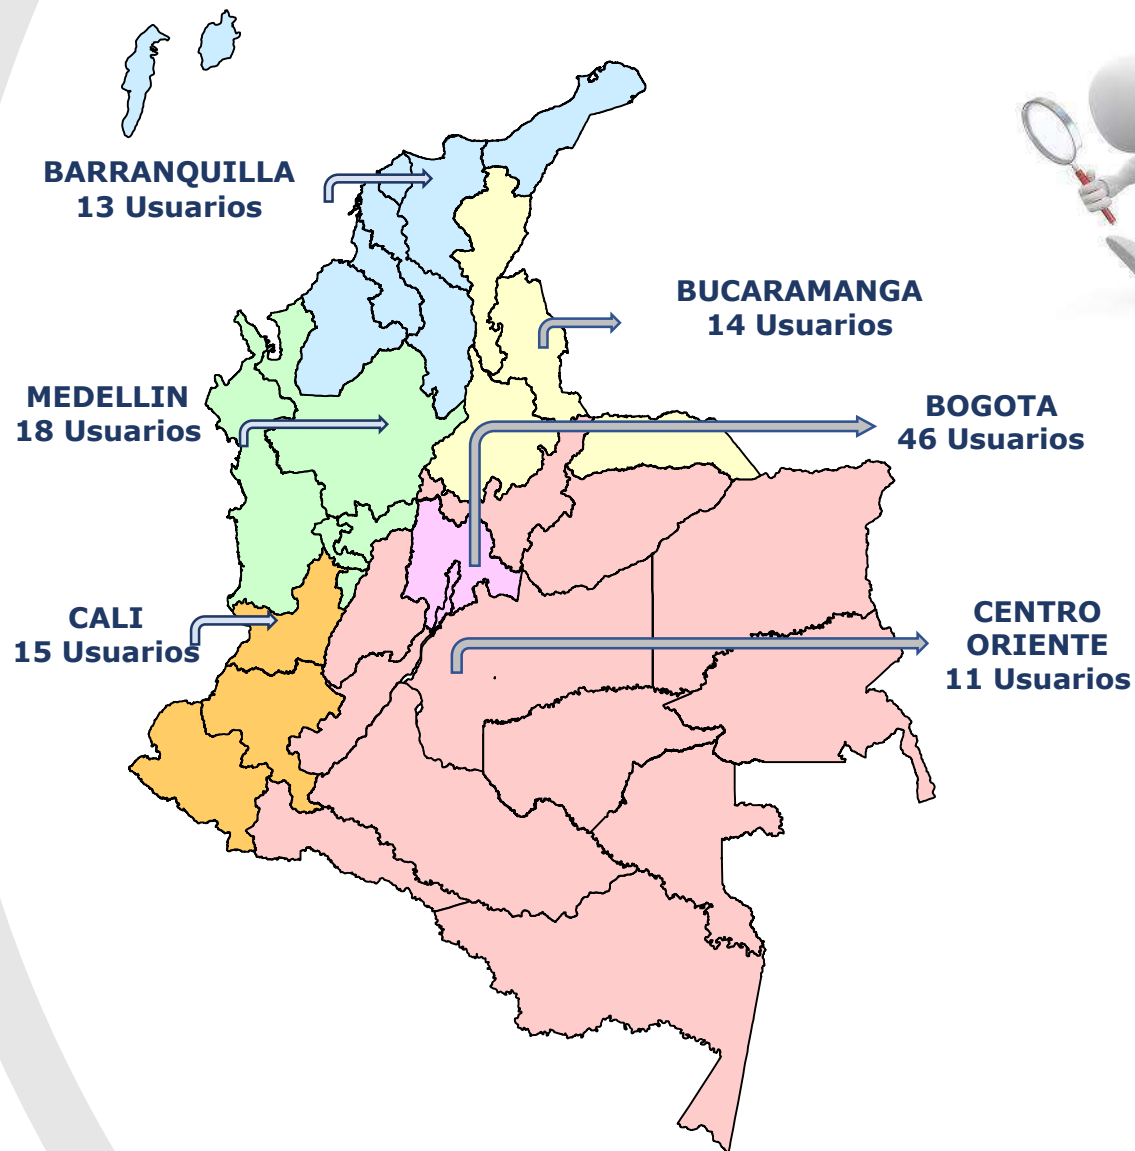 BARRANQUILLA
13 Usuarios
BUCARAMANGA
14 Usuarios
MEDELLIN
18 Usuarios
BOGOTA
46 Usuarios
CALI
15 Usuarios
CENTRO
ORIENTE
11 Usuarios